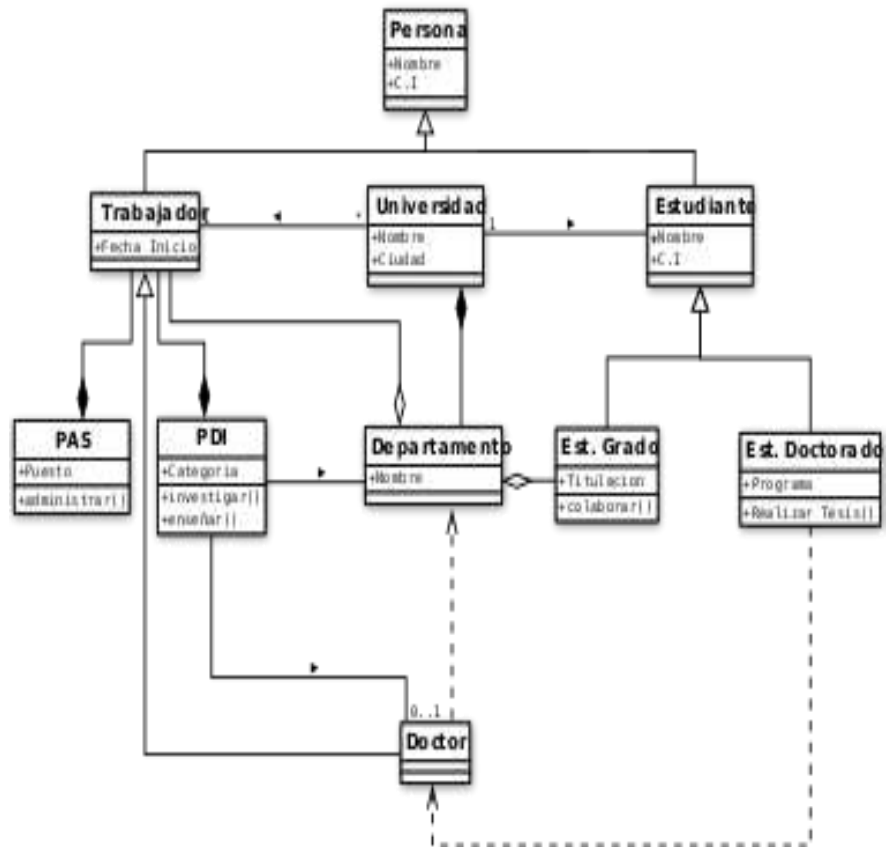 Persona
+Nombre
+C.I
Trabajador
+Fecha Inicio
*
Universidad
+Nombre
+Ciudad
1
Estudiante
+Nombre
+C.I
PAS
+Puesto
+administrar()
PDI
+Categoria
+investigar()
+enseñar()
Departamento
+Nombre
Est. Grado
+Titulacion
+colaborar()
Est. Doctorado
+Programa
+Realizar Tesis()
0..1
Doctor